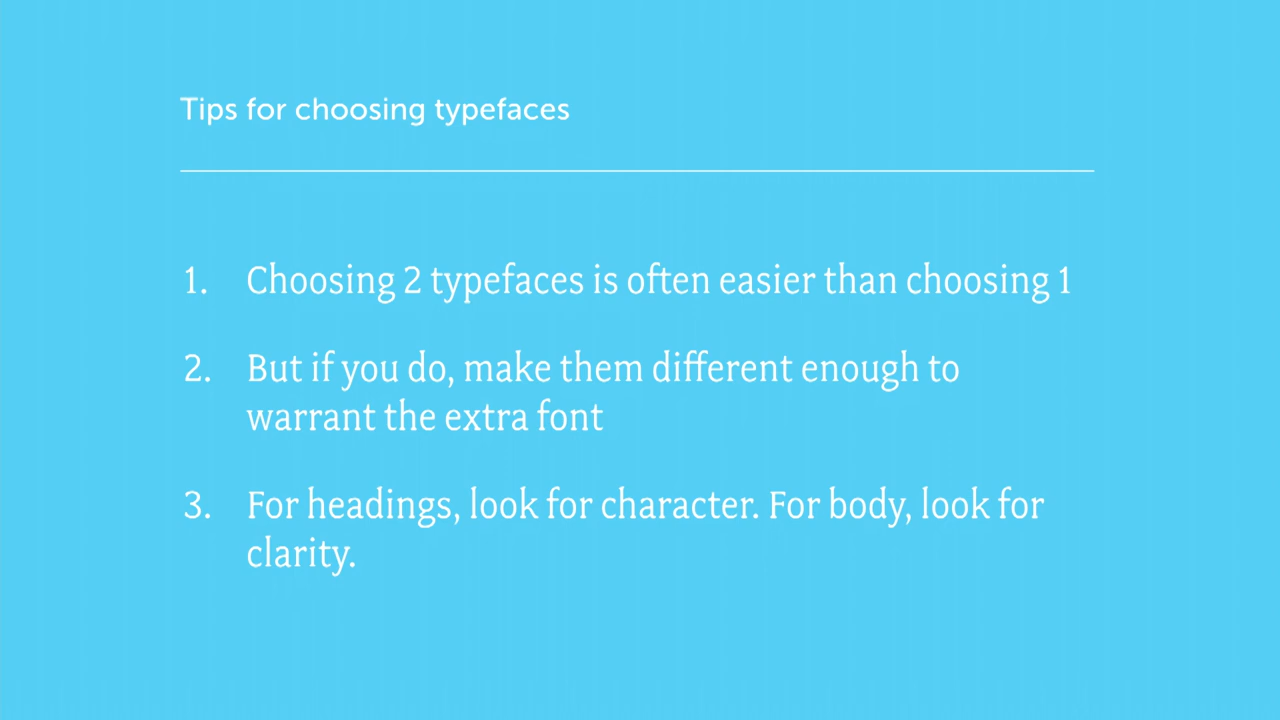 Tips for choosing typefaces
1. Choosing 2 typefaces is often easier than choosing 1
2. But if you do, make them different enough to
warrant the extra font
3. For headings, look for character. For body, look for
clarity.